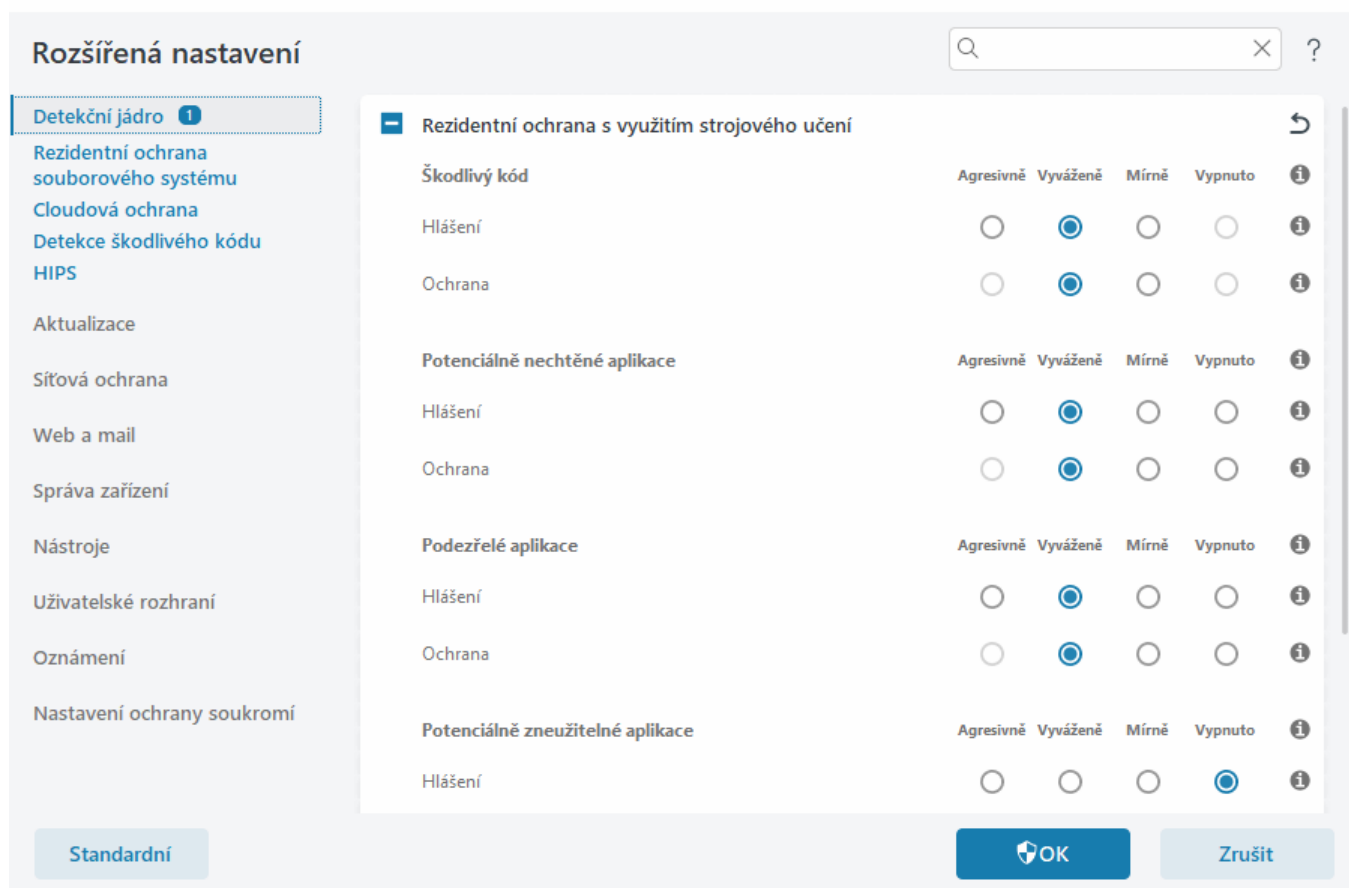 Rozšířená nastavení
?
Detekční jádro 1
Rezidentní ochrana
souborového systému
Cloudová ochrana
Detekce škodlivého kódu
HIPS
Aktualizace
Síťová ochrana
Web a mail
Správa zařízení
Nástroje
Uživatelské rozhraní
Oznámení
Nastavení ochrany soukromí
Rezidentní ochrana s využitím strojového učení
Škodlivý kód Agresivně Vyváženě Mírně Vypnuto
Hlášení
Ochrana
Potenciálně nechtěné aplikace Agresivně Vyváženě Mírně Vypnuto
Hlášení
Ochrana
Podezřelé aplikace Agresivně Vyváženě Mírně Vypnuto
Hlášení
Ochrana
Potenciálně zneužitelné aplikace Agresivně Vyváženě Mírně Vypnuto
Hlášení
Standardní
OK
Zrušit